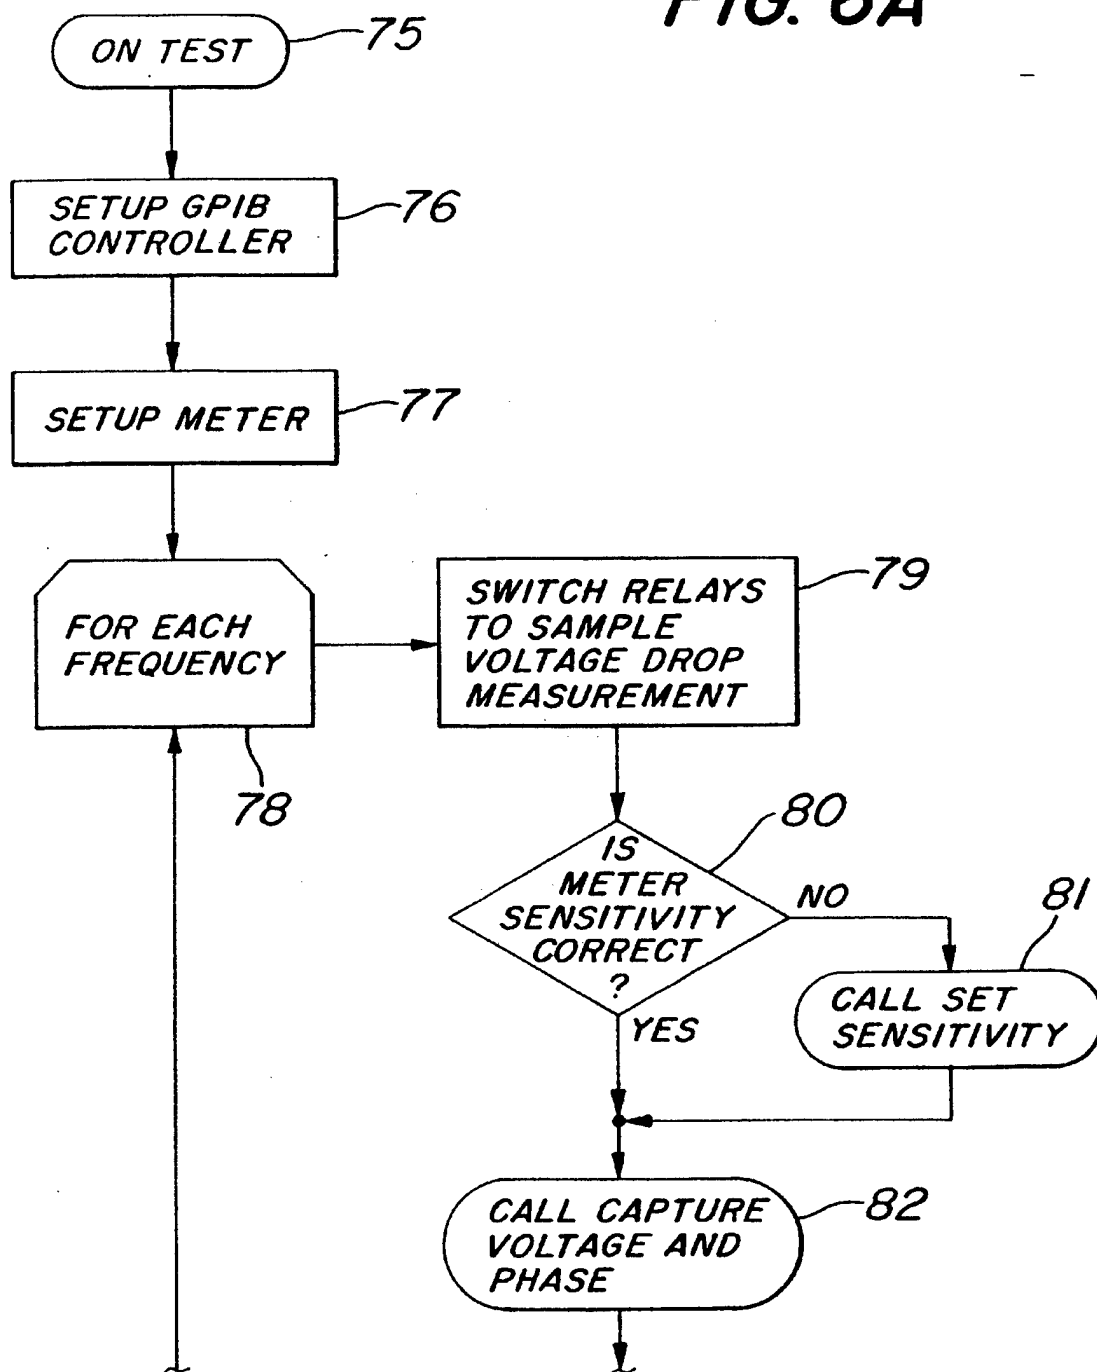 FIG. 6A
ON TEST
75
SETUP GPIB
CONTROLLER
76
SETUP METER
77
FOR EACH
FREQUENCY
78
SWITCH RELAYS
TO SAMPLE
VOLTAGE DROP
MEASUREMENT
79
IS
METER
SENSITIVITY
CORRECT
?
80
NO
YES
CALL SET
SENSITIVITY
81
CALL CAPTURE
VOLTAGE AND
PHASE
82